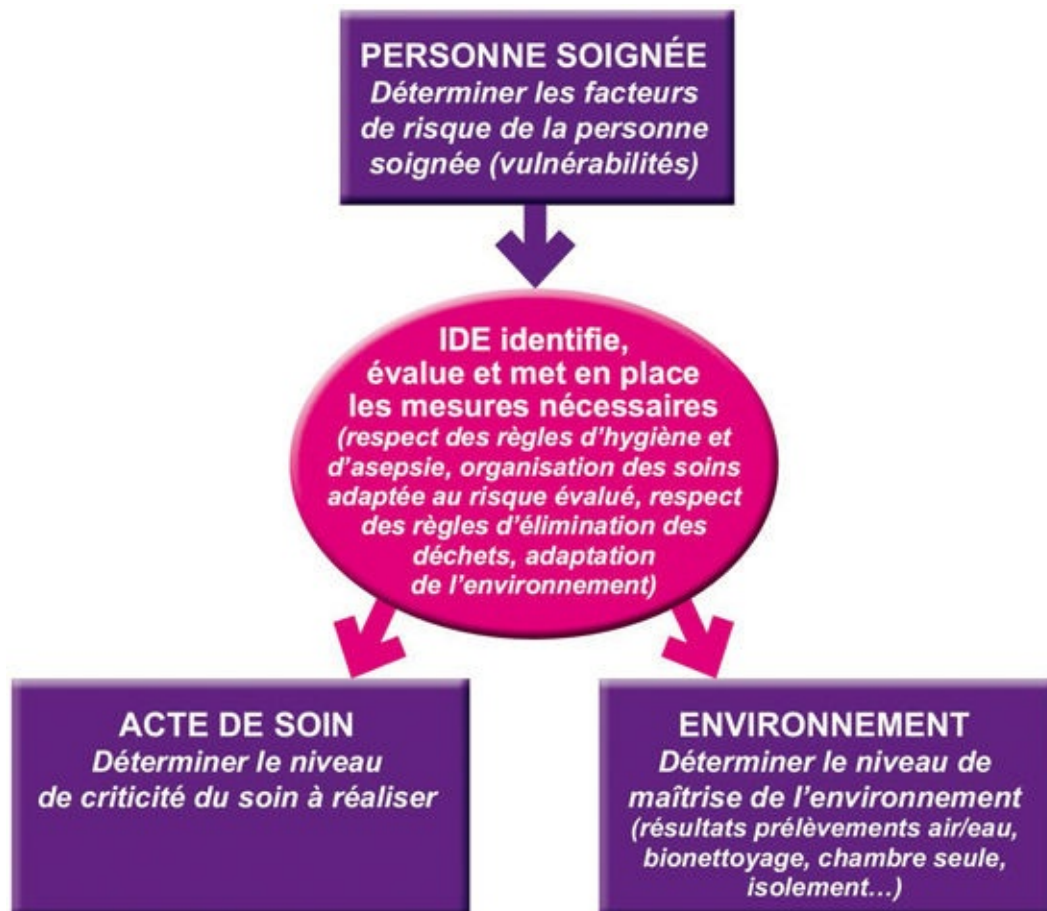 PERSONNE SOIGNÉE
Déterminer les facteurs
de risque de la personne
soignée (vulnérabilités)
IDE identifie,
évalue et met en place
les mesures nécessaires
(respect des règles d'hygiène et
d'asepsie, organisation des soins
adaptée au risque évalué, respect
des règles d'élimination des
déchets, adaptation
de l'environnement)
ACTE DE SOIN
Déterminer le niveau
de criticité du soin à réaliser
ENVIRONNEMENT
Déterminer le niveau de
maîtrise de l'environnement
(résultats prélèvements air/eau,
bionettoyage, chambre seule,
isolement…)